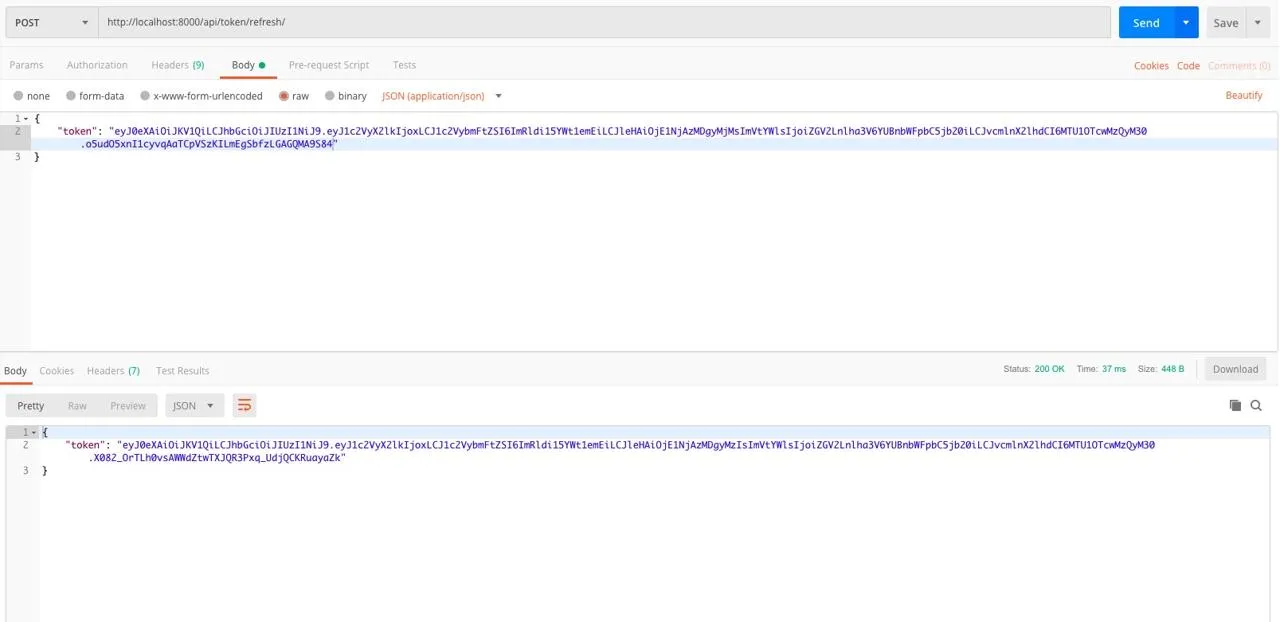 POST http://localhost:8000/api/token/refresh/ Send Save
Params Authorization Headers (9) Body Pre-request Script Tests Cookies Code Comments (0)
none form-data x-www-form-urlencoded raw binary JSON (application/json) Beautify
1 {
2 "token": "eyJ0eXAiOiJKV1QiLCJhbGciOiJIUzI1NiJ9.eyJ1c2VyX2lkIjoxLCJ1c2VybmFtZSI6ImRldi15YWt1emEiLCJleHAiOjE1NjAzMDgyMjMsImVtYWlsIjoiZGV2Lnlha3V6YUBnbWFpbC5jb20iLCJvcmlnX2lhdCI6MTU1OTcwMzQyM30
.o5udO5xnI1cyvqAaTCpVSzKILmEgSbfzLGAGQMA9S84"
3 }
Body Cookies Headers (7) Test Results Status: 200 OK Time: 37 ms Size: 448 B Download
Pretty Raw Preview JSON
1 {
2 "token": "eyJ0eXAiOiJKV1QiLCJhbGciOiJIUzI1NiJ9.eyJ1c2VyX2lkIjoxLCJ1c2VybmFtZSI6ImRldi15YWt1emEiLCJleHAiOjE1NjAzMDgyMzIsImVtYWlsIjoiZGV2Lnlha3V6YUBnbWFpbC5jb20iLCJvcmlnX2lhdCI6MTU1OTcwMzQyM30
.X082_OrTLh0vsAWWdZtwTXJQR3Pxq_UdjQCKRuayaZk"
3 }